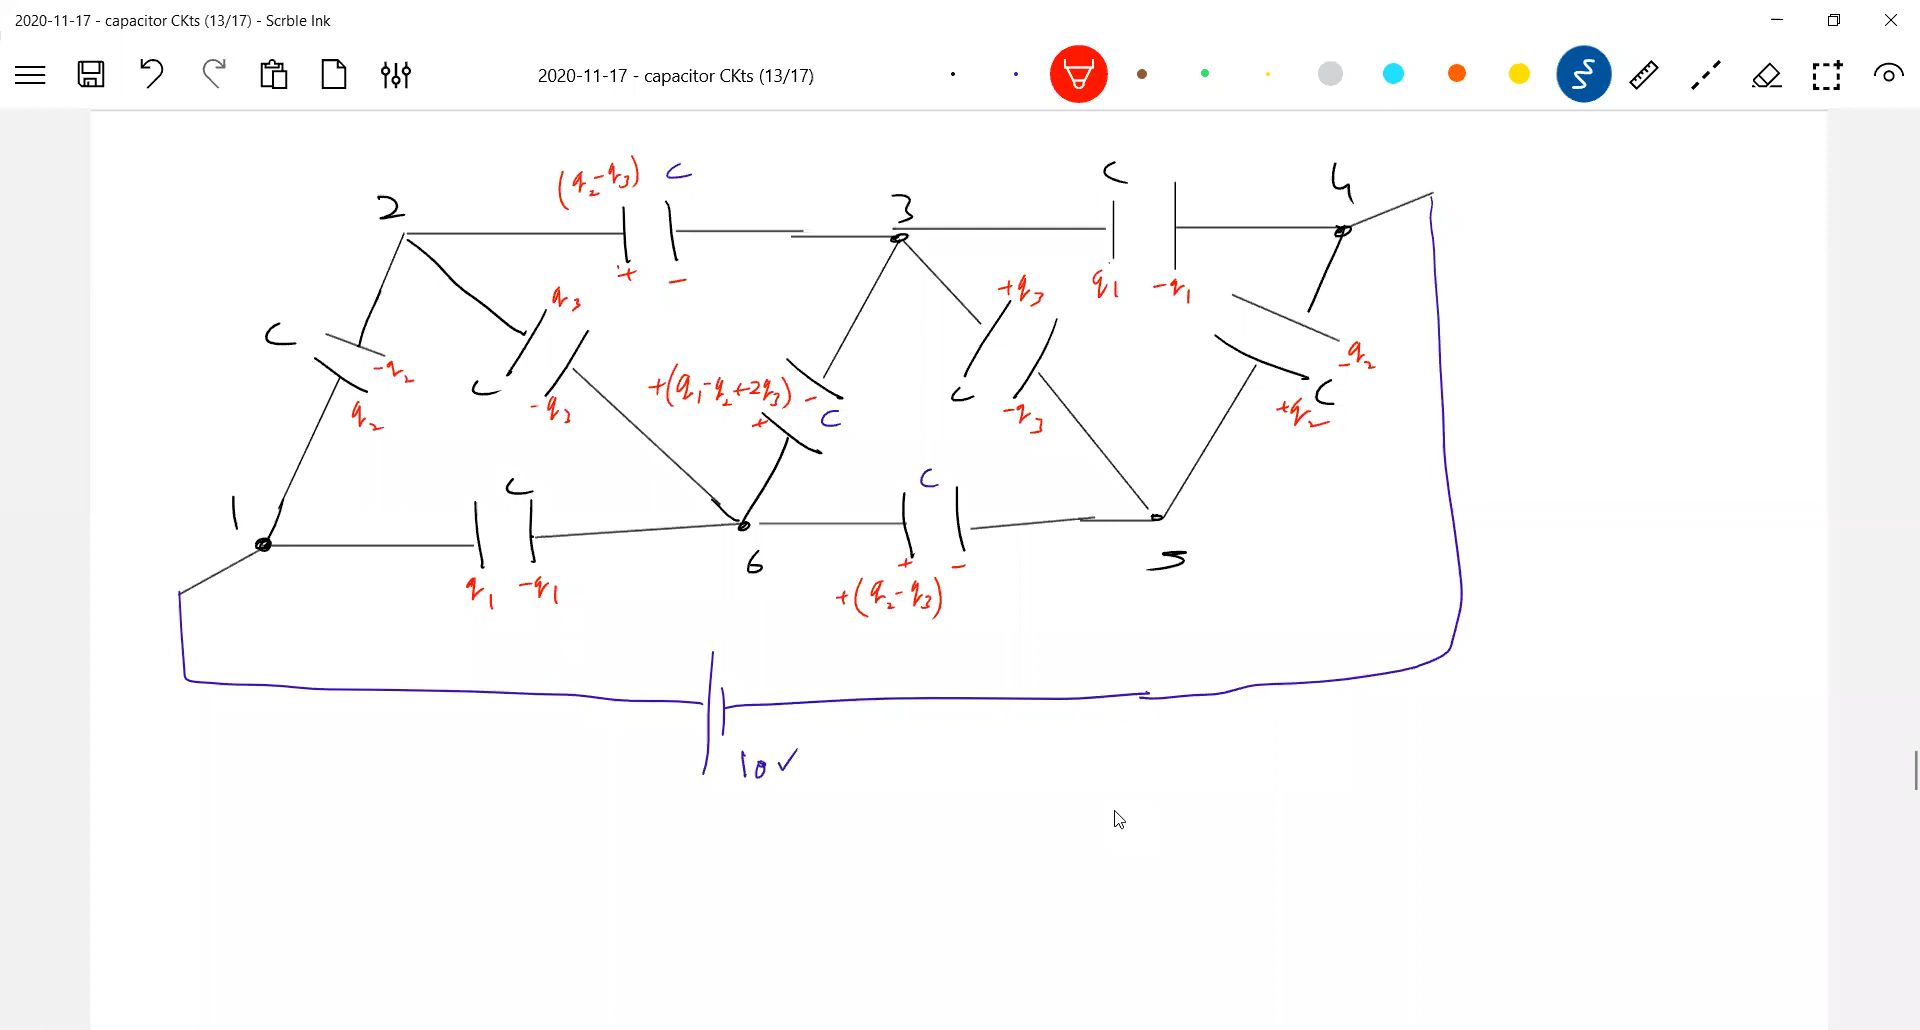 2020-11-17 - capacitor CKts (13/17) - Scrble Ink
2020-11-17 - capacitor CKts (13/17)
(q₂-q₃) C
C
4
2
3
+ -
q₃
+q₃
q₁ -q₁
C
-q₂
C
-q₃
+(q₁-q₂+2q₃) -
+ C
C
-q₃
-q₂
+q₂ C
q₂
1
C
C
6
5
q₁ -q₁
+ -
+(q₂-q₃)
10V